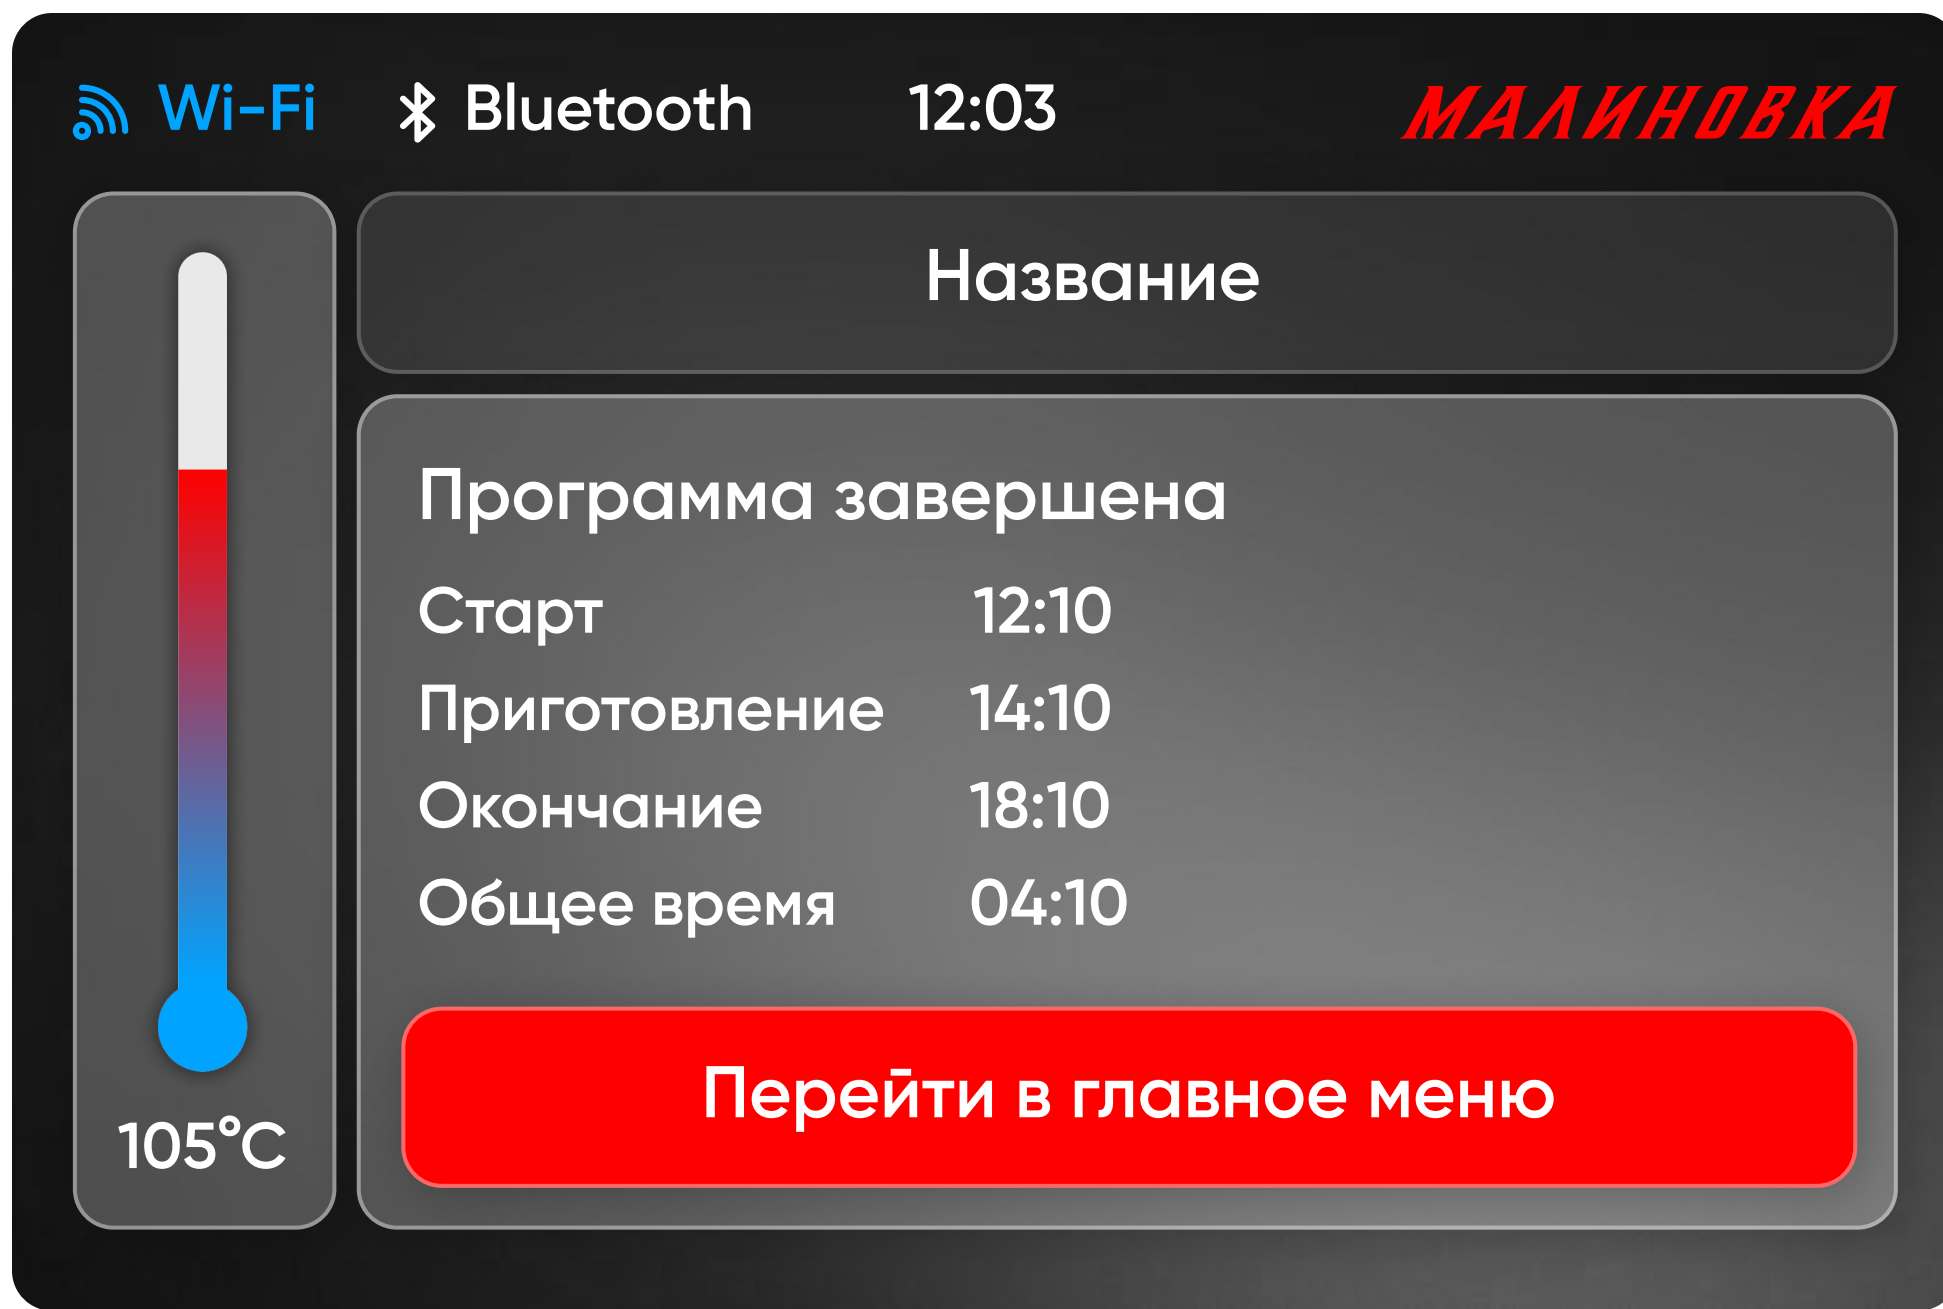 Wi-Fi Bluetooth 12:03 МАЛИНОВКА
Название
Программа завершена
Старт 12:10
Приготовление 14:10
Окончание 18:10
Общее время 04:10
Перейти в главное меню
105°C